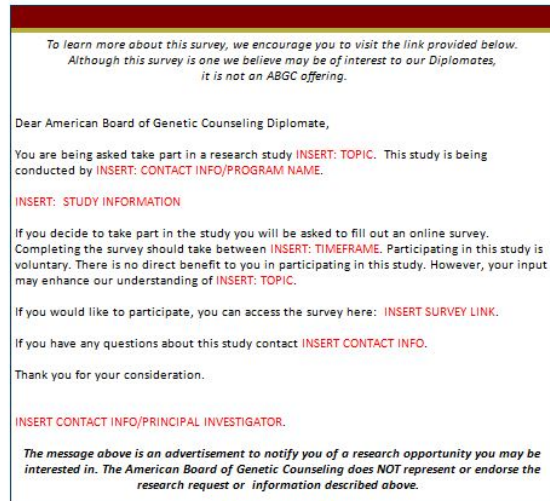 To learn more about this survey, we encourage you to visit the link provided below.
Although this survey is one we believe may be of interest to our Diplomates,
it is not an ABGC offering.
Dear American Board of Genetic Counseling Diplomate,
You are being asked take part in a research study INSERT: TOPIC. This study is being
conducted by INSERT: CONTACT INFO/PROGRAM NAME.
INSERT: STUDY INFORMATION
If you decide to take part in the study you will be asked to fill out an online survey.
Completing the survey should take between INSERT: TIMEFRAME. Participating in this study is
voluntary. There is no direct benefit to you in participating in this study. However, your input
may enhance our understanding of INSERT: TOPIC.
If you would like to participate, you can access the survey here: INSERT SURVEY LINK.
If you have any questions about this study contact INSERT CONTACT INFO.
Thank you for your consideration.
INSERT CONTACT INFO/PRINCIPAL INVESTIGATOR.
The message above is an advertisement to notify you of a research opportunity you may be
interested in. The American Board of Genetic Counseling does NOT represent or endorse the
research request or information described above.